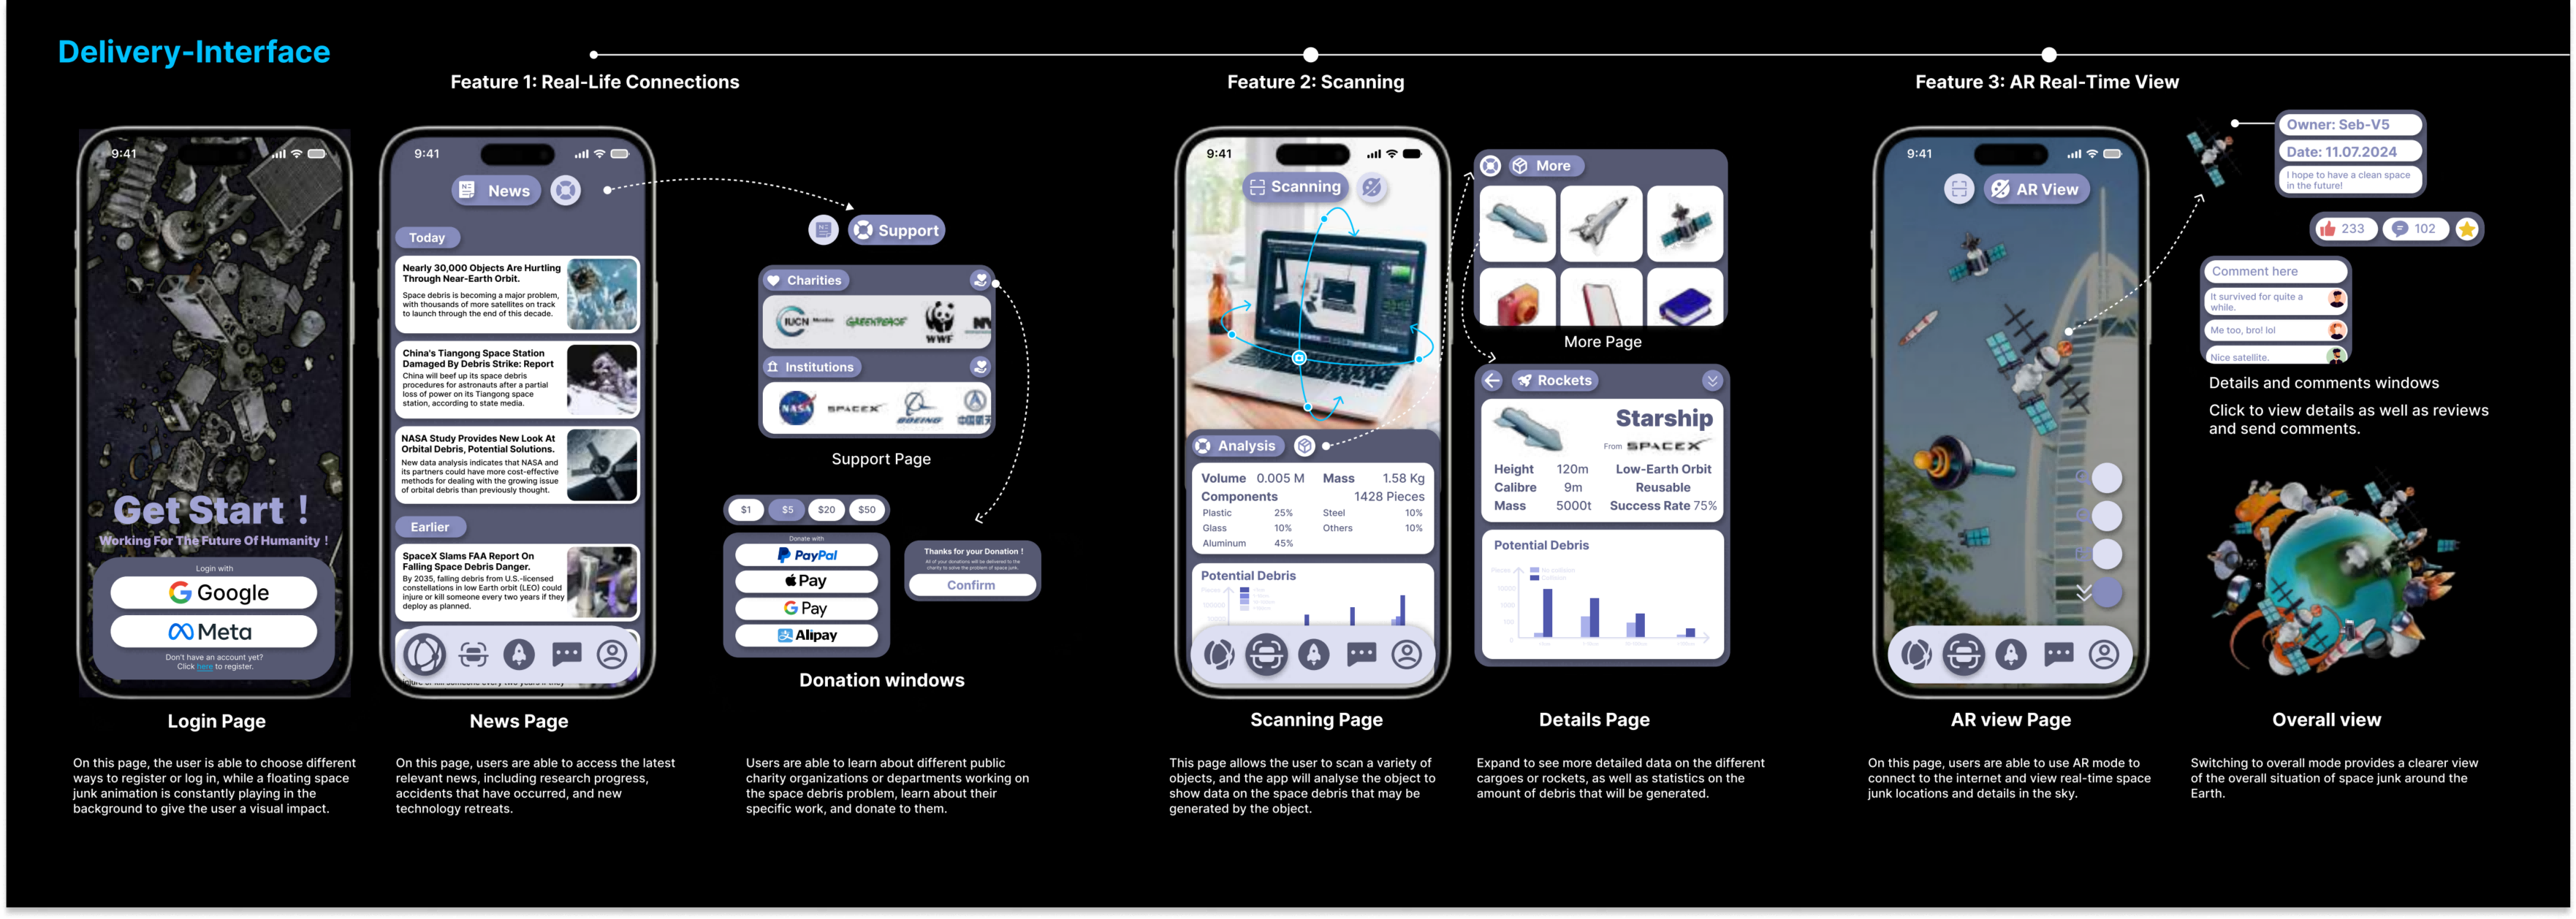 Delivery-Interface
Feature 1: Real-Life Connections
Feature 2: Scanning
Feature 3: AR Real-Time View
9:41
Get Start !
Working For The Future Of Humanity !
Login with
Google
Meta
Don't have an account yet?
Click here to register.
Login Page
On this page, the user is able to choose different
ways to register or log in, while a floating space
junk animation is constantly playing in the
background to give the user a visual impact.
9:41
News
Today
Nearly 30,000 Objects Are Hurtling
Through Near-Earth Orbit.
Space debris is becoming a major problem,
with thousands of more satellites on track
to launch through the end of this decade.
China's Tiangong Space Station
Damaged By Debris Strike: Report
China will beef up its space debris
procedures for astronauts after a partial
loss of power on its Tiangong space
station, according to state media.
NASA Study Provides New Look At
Orbital Debris, Potential Solutions.
New data analysis indicates that NASA and
its partners could have more cost-effective
methods for dealing with the growing issue
of orbital debris than previously thought.
Earlier
SpaceX Slams FAA Report On
Falling Space Debris Danger.
By 2035, falling debris from U.S.-licensed
constellations in low Earth orbit (LEO) could
injure or kill someone every two years if they
deploy as planned.
News Page
On this page, users are able to access the latest
relevant news, including research progress,
accidents that have occurred, and new
technology retreats.
Support
Charities
IUCN Member GREENPEACE WWF
Institutions
NASA SPACEX BOEING 中国航天
Support Page
$1 $5 $20 $50
Donate with
PayPal
Pay
G Pay
Alipay
Thanks for your Donation !
All of your donations will be delivered to the
charity to solve the problem of space junk.
Confirm
Donation windows
Users are able to learn about different public
charity organizations or departments working on
the space debris problem, learn about their
specific work, and donate to them.
9:41
Scanning
Analysis
Volume 0.005 M Mass 1.58 Kg
Components 1428 Pieces
Plastic 25% Steel 10%
Glass 10% Others 10%
Aluminum 45%
Potential Debris
Scanning Page
This page allows the user to scan a variety of
objects, and the app will analyse the object to
show data on the space debris that may be
generated by the object.
More
More Page
Rockets
Starship
From SPACEX
Height 120m Low-Earth Orbit
Calibre 9m Reusable
Mass 5000t Success Rate 75%
Potential Debris
Pieces
No collision
Collision
Details Page
Expand to see more detailed data on the different
cargoes or rockets, as well as statistics on the
amount of debris that will be generated.
9:41
AR View
AR view Page
On this page, users are able to use AR mode to
connect to the internet and view real-time space
junk locations and details in the sky.
Owner: Seb-V5
Date: 11.07.2024
I hope to have a clean space
in the future!
233 102
Comment here
It survived for quite a
while.
Me too, bro! lol
Nice satellite.
Details and comments windows
Click to view details as well as reviews
and send comments.
Overall view
Switching to overall mode provides a clearer view
of the overall situation of space junk around the
Earth.